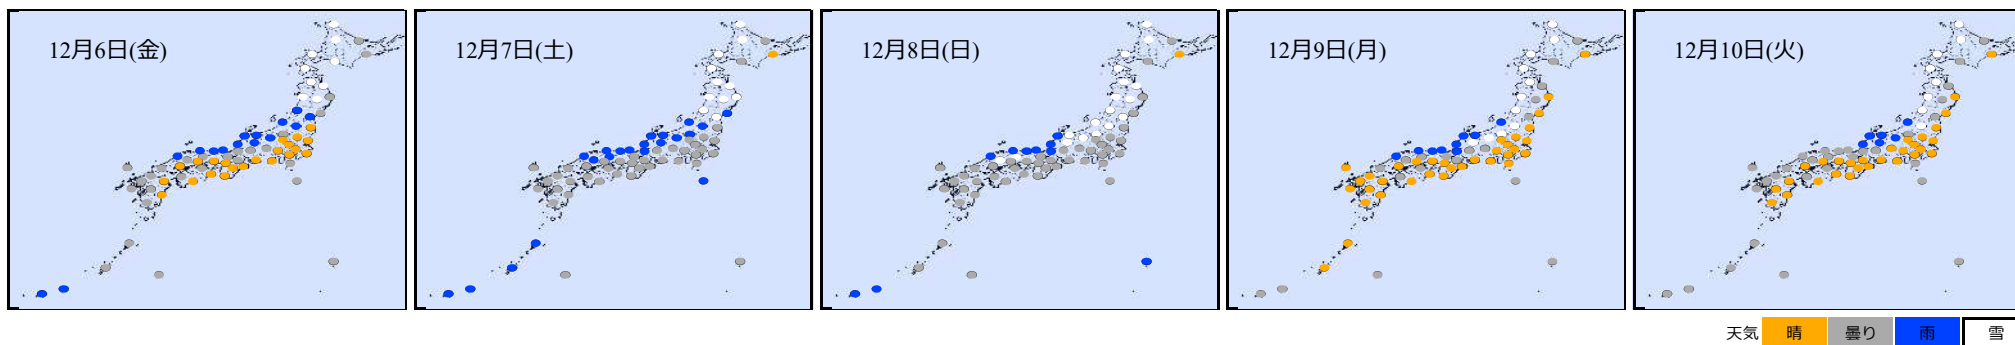 12月6日(金)
12月7日(土)
12月8日(日)
12月9日(月)
12月10日(火)
天気 晴 曇り 雨 雪